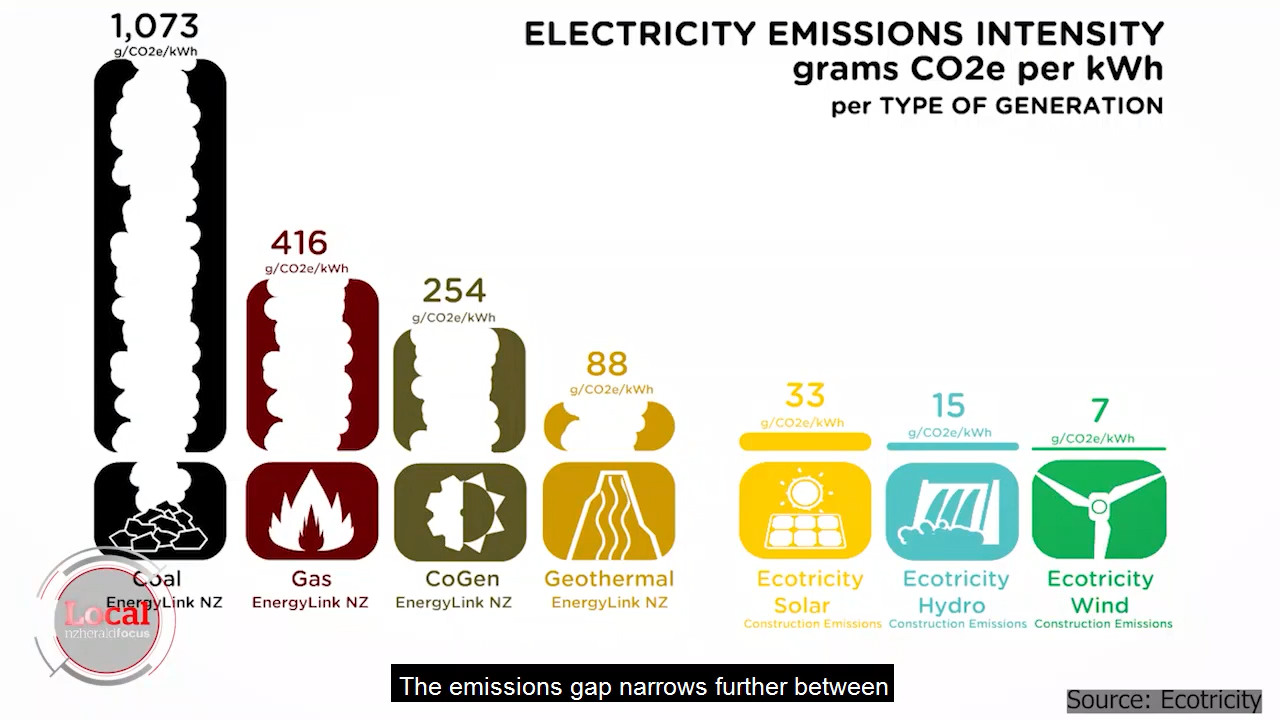 ELECTRICITY EMISSIONS INTENSITY
grams CO2e per kWh
per TYPE OF GENERATION
1,073
g/CO2e/kWh
416
g/CO2e/kWh
254
g/CO2e/kWh
88
g/CO2e/kWh
33
g/CO2e/kWh
15
g/CO2e/kWh
7
g/CO2e/kWh
Coal
EnergyLink NZ
Gas
EnergyLink NZ
CoGen
EnergyLink NZ
Geothermal
EnergyLink NZ
Ecotricity
Solar
Construction Emissions
Ecotricity
Hydro
Construction Emissions
Ecotricity
Wind
Construction Emissions
Local
nzheraldfocus
The emissions gap narrows further between
Source: Ecotricity